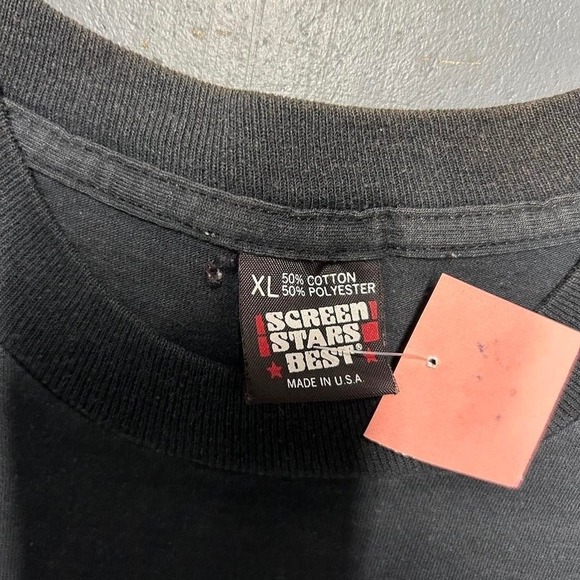 XL 50% COTTON
50% POLYESTER
SCREEN
STARS
BEST®
MADE IN U.S.A.